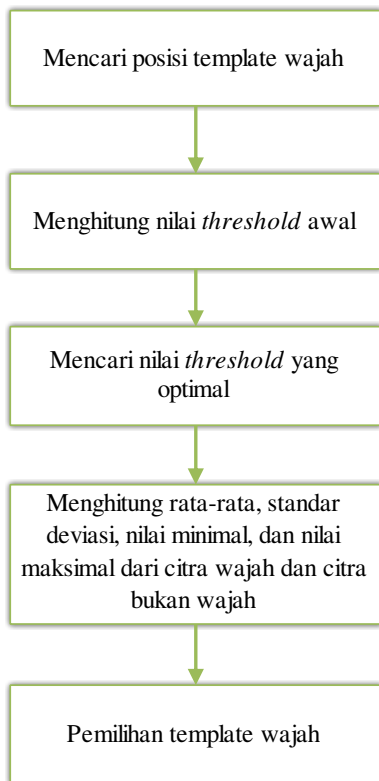 Mencari posisi template wajah
Menghitung nilai threshold awal
Mencari nilai threshold yang
optimal
Menghitung rata-rata, standar
deviasi, nilai minimal, dan nilai
maksimal dari citra wajah dan citra
bukan wajah
Pemilihan template wajah